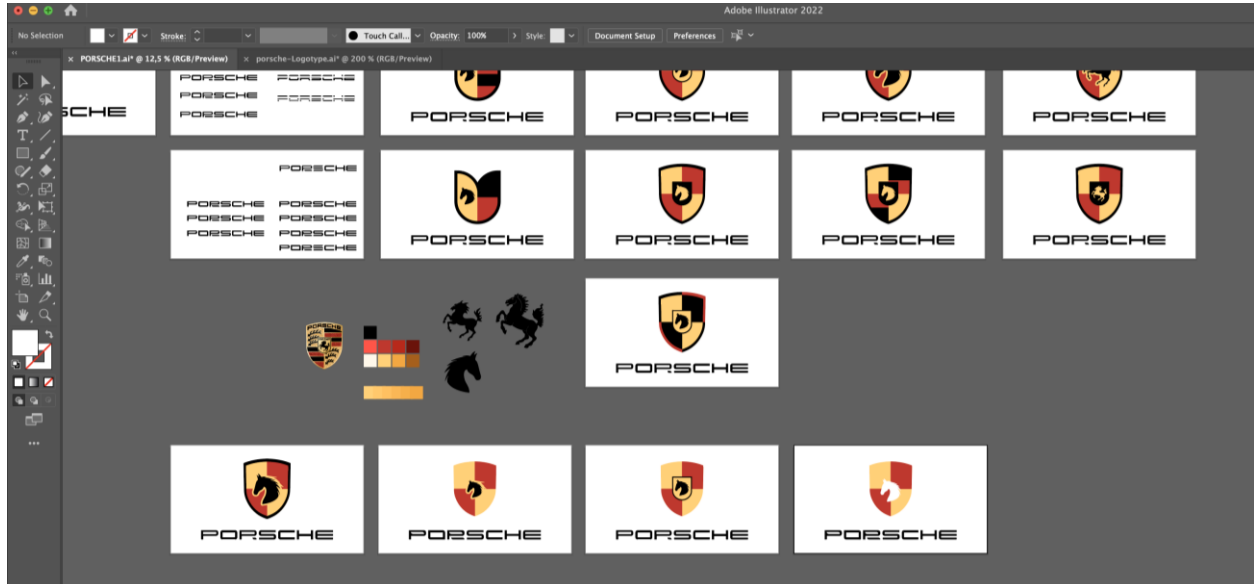 Adobe Illustrator 2022
No Selection Stroke: Touch Call... Opacity: 100% Style: Document Setup Preferences
× PORSCHE1.ai* @ 12,5 % (RGB/Preview) × porsche-Logotype.ai* @ 200 % (RGB/Preview)
PORSCHE PORSCHE
PORSCHE PORSCHE
PORSCHE
SCHE
PORSCHE PORSCHE PORSCHE PORSCHE
PORSCHE
PORSCHE PORSCHE
PORSCHE PORSCHE
PORSCHE PORSCHE
PORSCHE
PORSCHE PORSCHE PORSCHE PORSCHE
PORSCHE
PORSCHE
PORSCHE PORSCHE PORSCHE PORSCHE